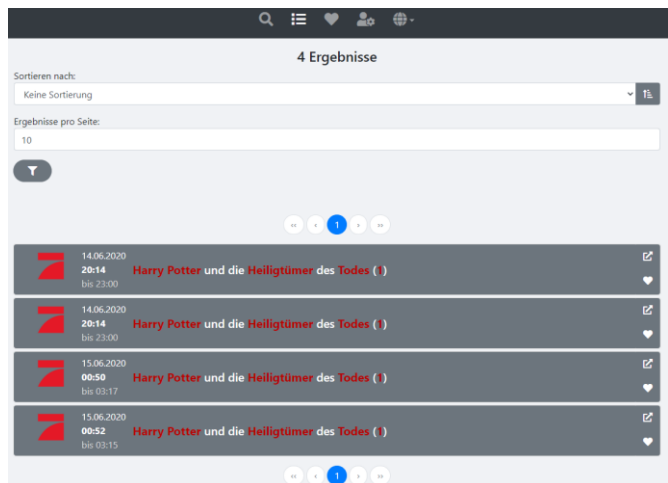 4 Ergebnisse
Sortieren nach:
Keine Sortierung
Ergebnisse pro Seite:
10
« ‹ 1 › »
14.06.2020
20:14
bis 23:00
Harry Potter und die Heiligtümer des Todes (1)
14.06.2020
20:14
bis 23:00
Harry Potter und die Heiligtümer des Todes (1)
15.06.2020
00:50
bis 03:17
Harry Potter und die Heiligtümer des Todes (1)
15.06.2020
00:52
bis 03:15
Harry Potter und die Heiligtümer des Todes (1)
« ‹ 1 › »